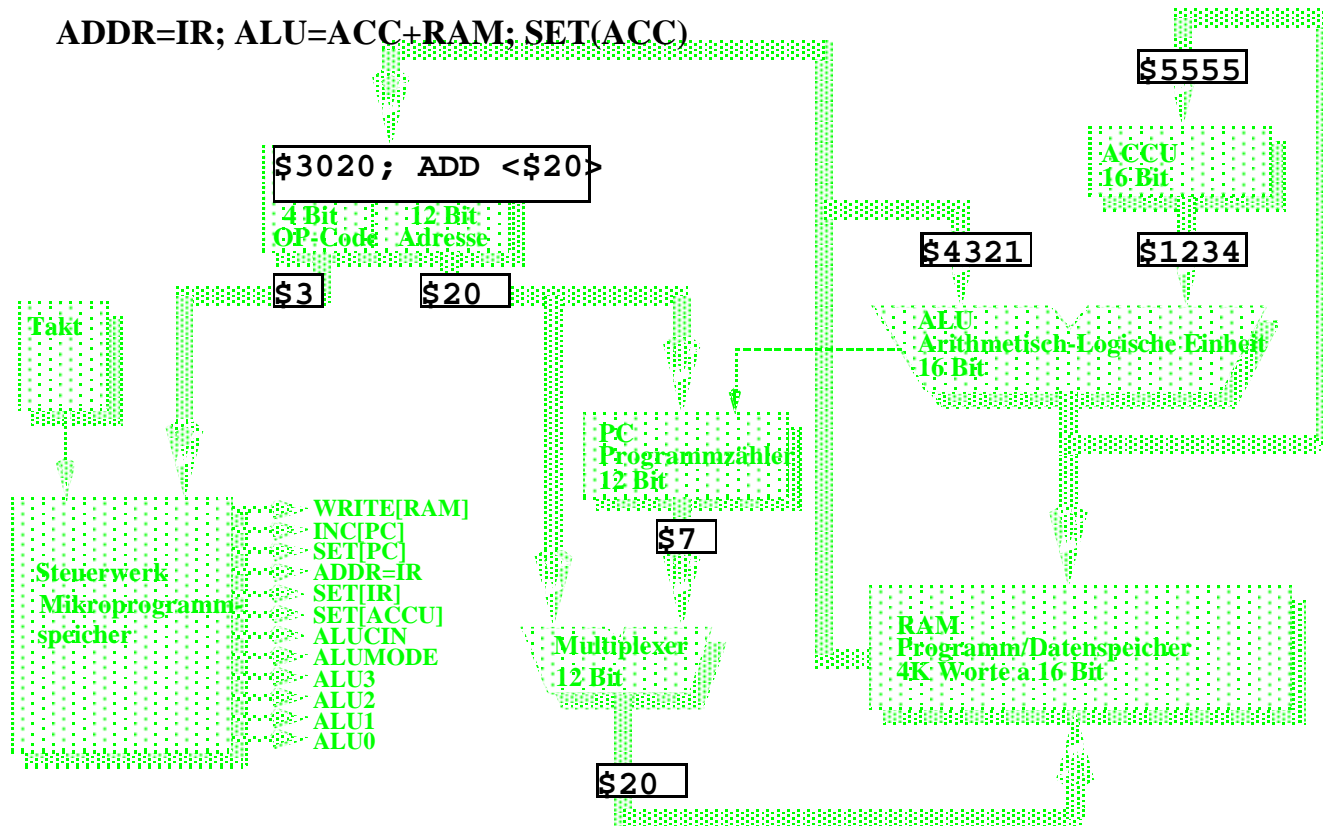 ADDR=IR; ALU=ACC+RAM; SET(ACC)
$5555
ACCU
16 Bit
$3020; ADD <$20>
4 Bit
OP-Code
12 Bit
Adresse
$4321
$1234
$3
$20
Takt
ALU
Arithmetisch-Logische Einheit
16 Bit
PC
Programmzähler
12 Bit
$7
WRITE[RAM]
INC[PC]
SET[PC]
ADDR=IR
SET[IR]
SET[ACCU]
ALUCIN
ALUMODE
ALU3
ALU2
ALU1
ALU0
Steuerwerk
Mikroprogramm-
speicher
Multiplexer
12 Bit
RAM
Programm/Datenspeicher
4K Worte a 16 Bit
$20